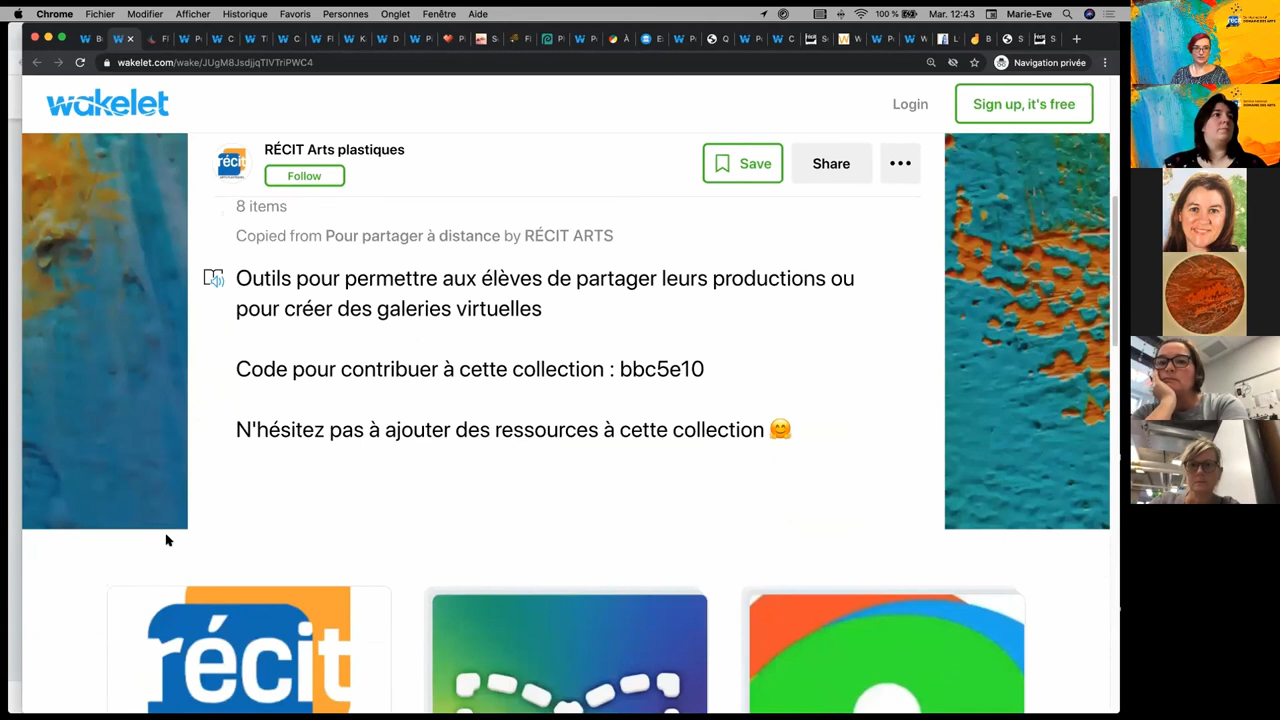 Chrome Fichier Modifier Afficher Historique Favoris Personnes Onglet Fenêtre Aide 100 % Mar. 12:43 Marie-Eve
wakelet.com/wake/JUgM8JsdjjqTIVTriPWC4 Navigation privée
wakelet Login Sign up, it's free
récit RÉCIT Arts plastiques
Follow
Save Share
8 items
Copied from Pour partager à distance by RÉCIT ARTS
Outils pour permettre aux élèves de partager leurs productions ou
pour créer des galeries virtuelles
Code pour contribuer à cette collection : bbc5e10
N'hésitez pas à ajouter des ressources à cette collection 🤗
récit